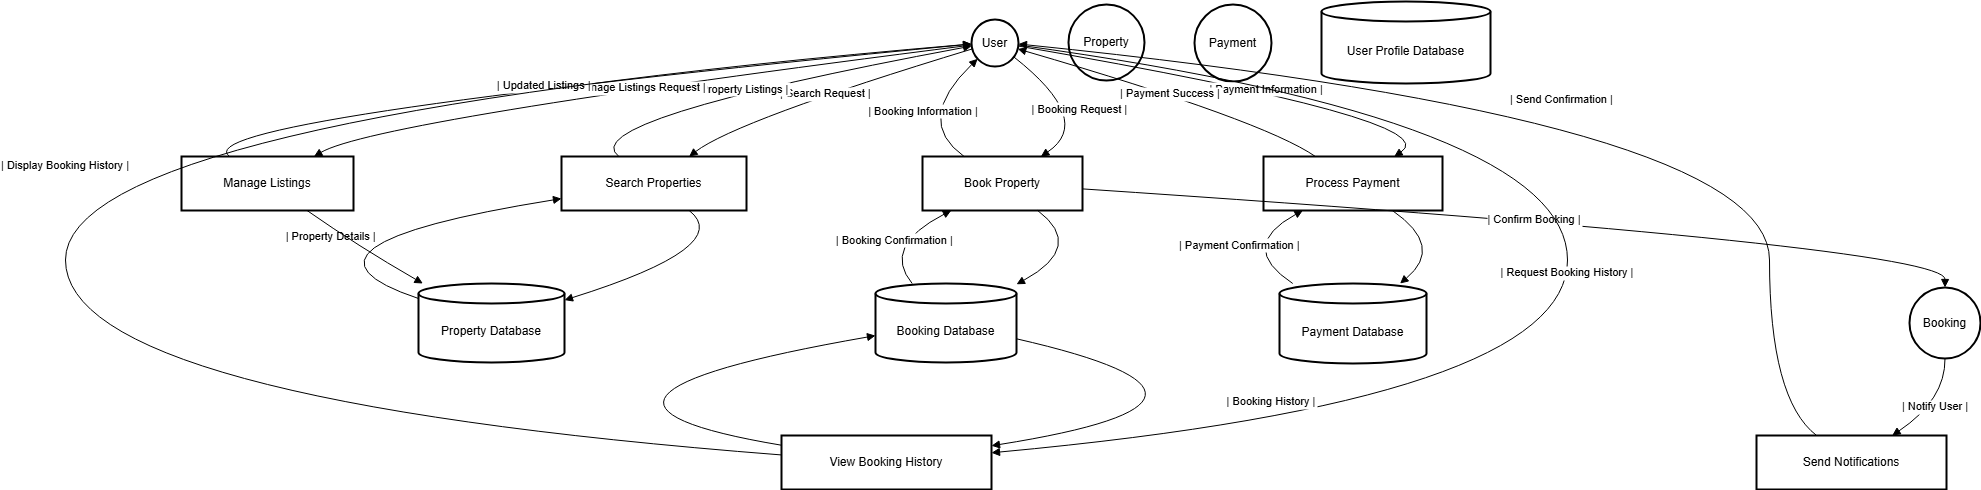 User
Property
Payment
User Profile Database
| Updated Listings |
nage Listings Request |
roperty Listings |
Search Request |
| Booking Information |
| Booking Request |
| Payment Success |
Payment Information |
| Send Confirmation |
| Display Booking History |
Manage Listings
Search Properties
Book Property
Process Payment
| Property Details |
| Booking Confirmation |
| Payment Confirmation |
| Confirm Booking |
| Request Booking History |
Property Database
Booking Database
Payment Database
Booking
| Booking History |
| Notify User |
View Booking History
Send Notifications